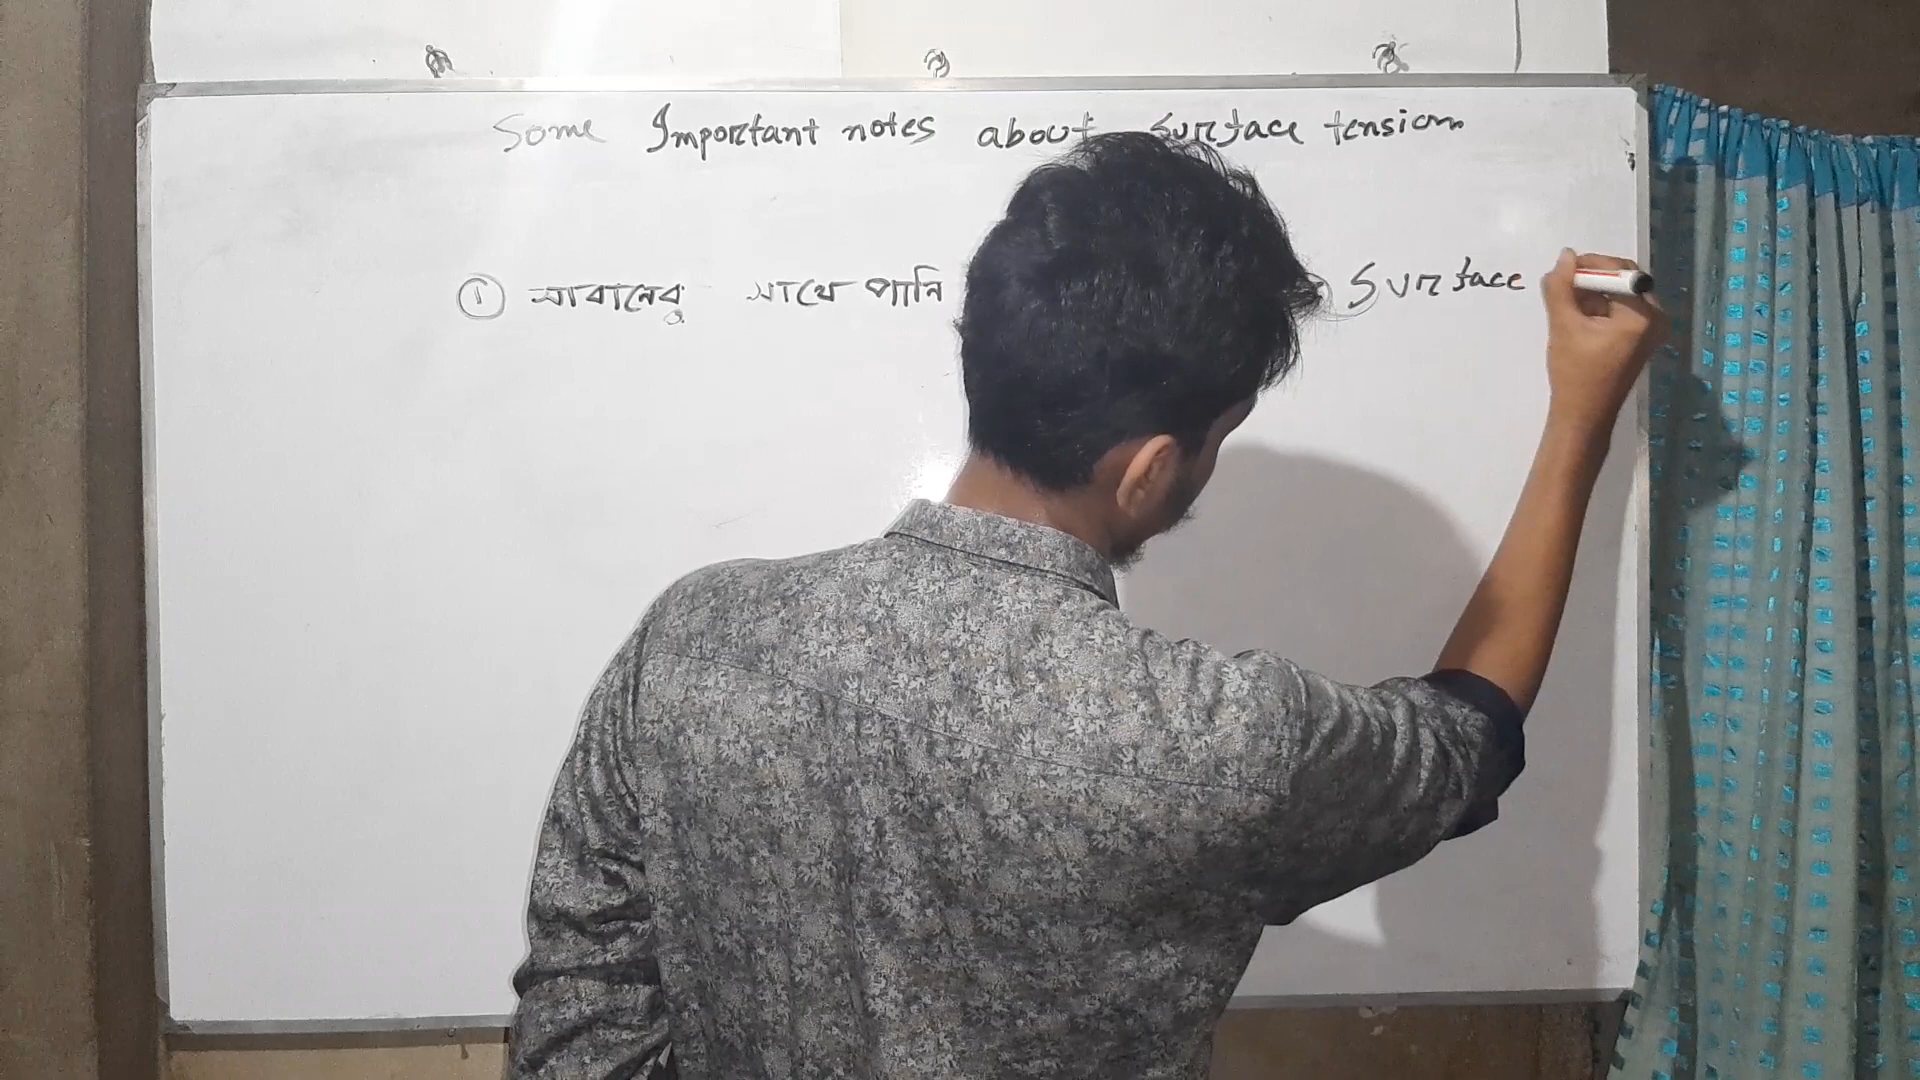 Some Important notes about surface tension
① সাবানের সাথে পানি Surface